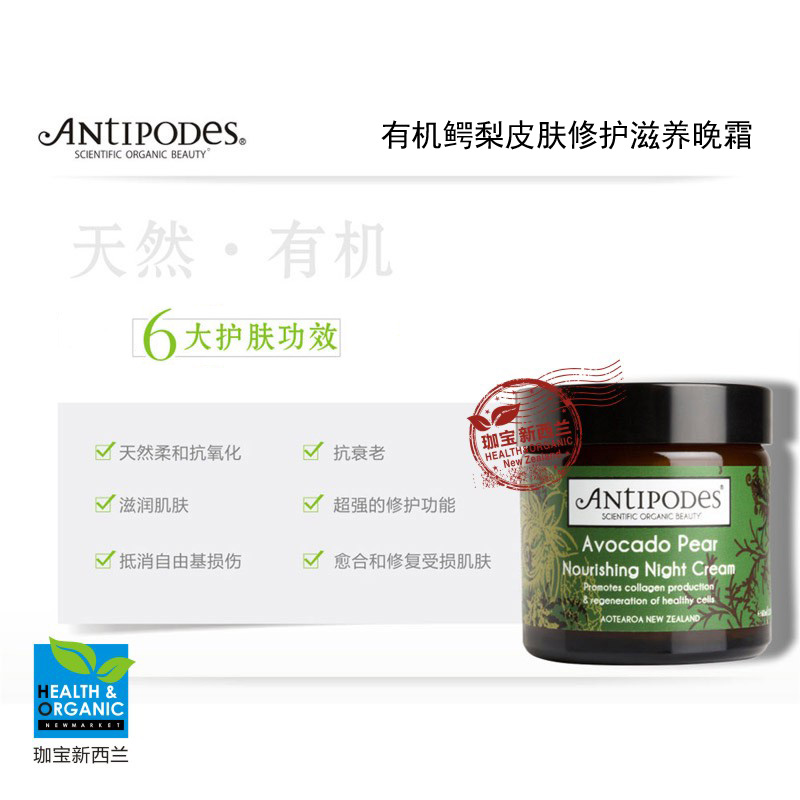 ANTIPODES®
SCIENTIFIC ORGANIC BEAUTY
有机鳄梨皮肤修护滋养晚霜
天然·有机
6大护肤功效
天然柔和抗氧化
抗衰老
滋润肌肤
超强的修护功能
抵消自由基损伤
愈合和修复受损肌肤
珈宝新西兰
HEALTH & ORGANIC
New Zealand
ANTIPODES®
SCIENTIFIC ORGANIC BEAUTY
Avocado Pear
Nourishing Night Cream
Promotes collagen production
& regeneration of healthy cells
AOTEAROA NEW ZEALAND
HEALTH &
ORGANIC
NEWMARKET
珈宝新西兰